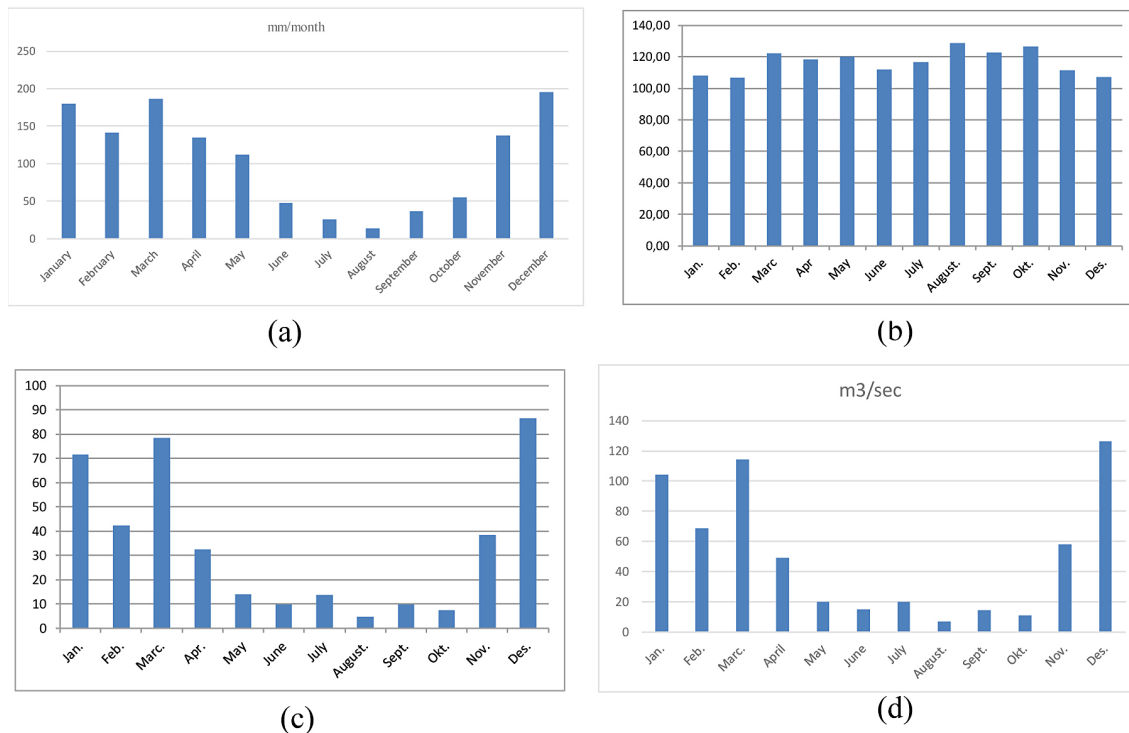 mm/month
250
200
150
100
50
0
January
February
March
April
May
June
July
August
September
October
November
December
(a)
140,00
120,00
100,00
80,00
60,00
40,00
20,00
0,00
Jan.
Feb.
Marc
Apr
May
June
July
August.
Sept.
Okt.
Nov.
Des.
(b)
100
90
80
70
60
50
40
30
20
10
0
Jan.
Feb.
Marc.
Apr.
May
June
July
August.
Sept.
Okt.
Nov.
Des.
(c)
m3/sec
140
120
100
80
60
40
20
0
Jan.
Feb.
Marc.
April
May
June
July
August.
Sept.
Okt.
Nov.
Des.
(d)